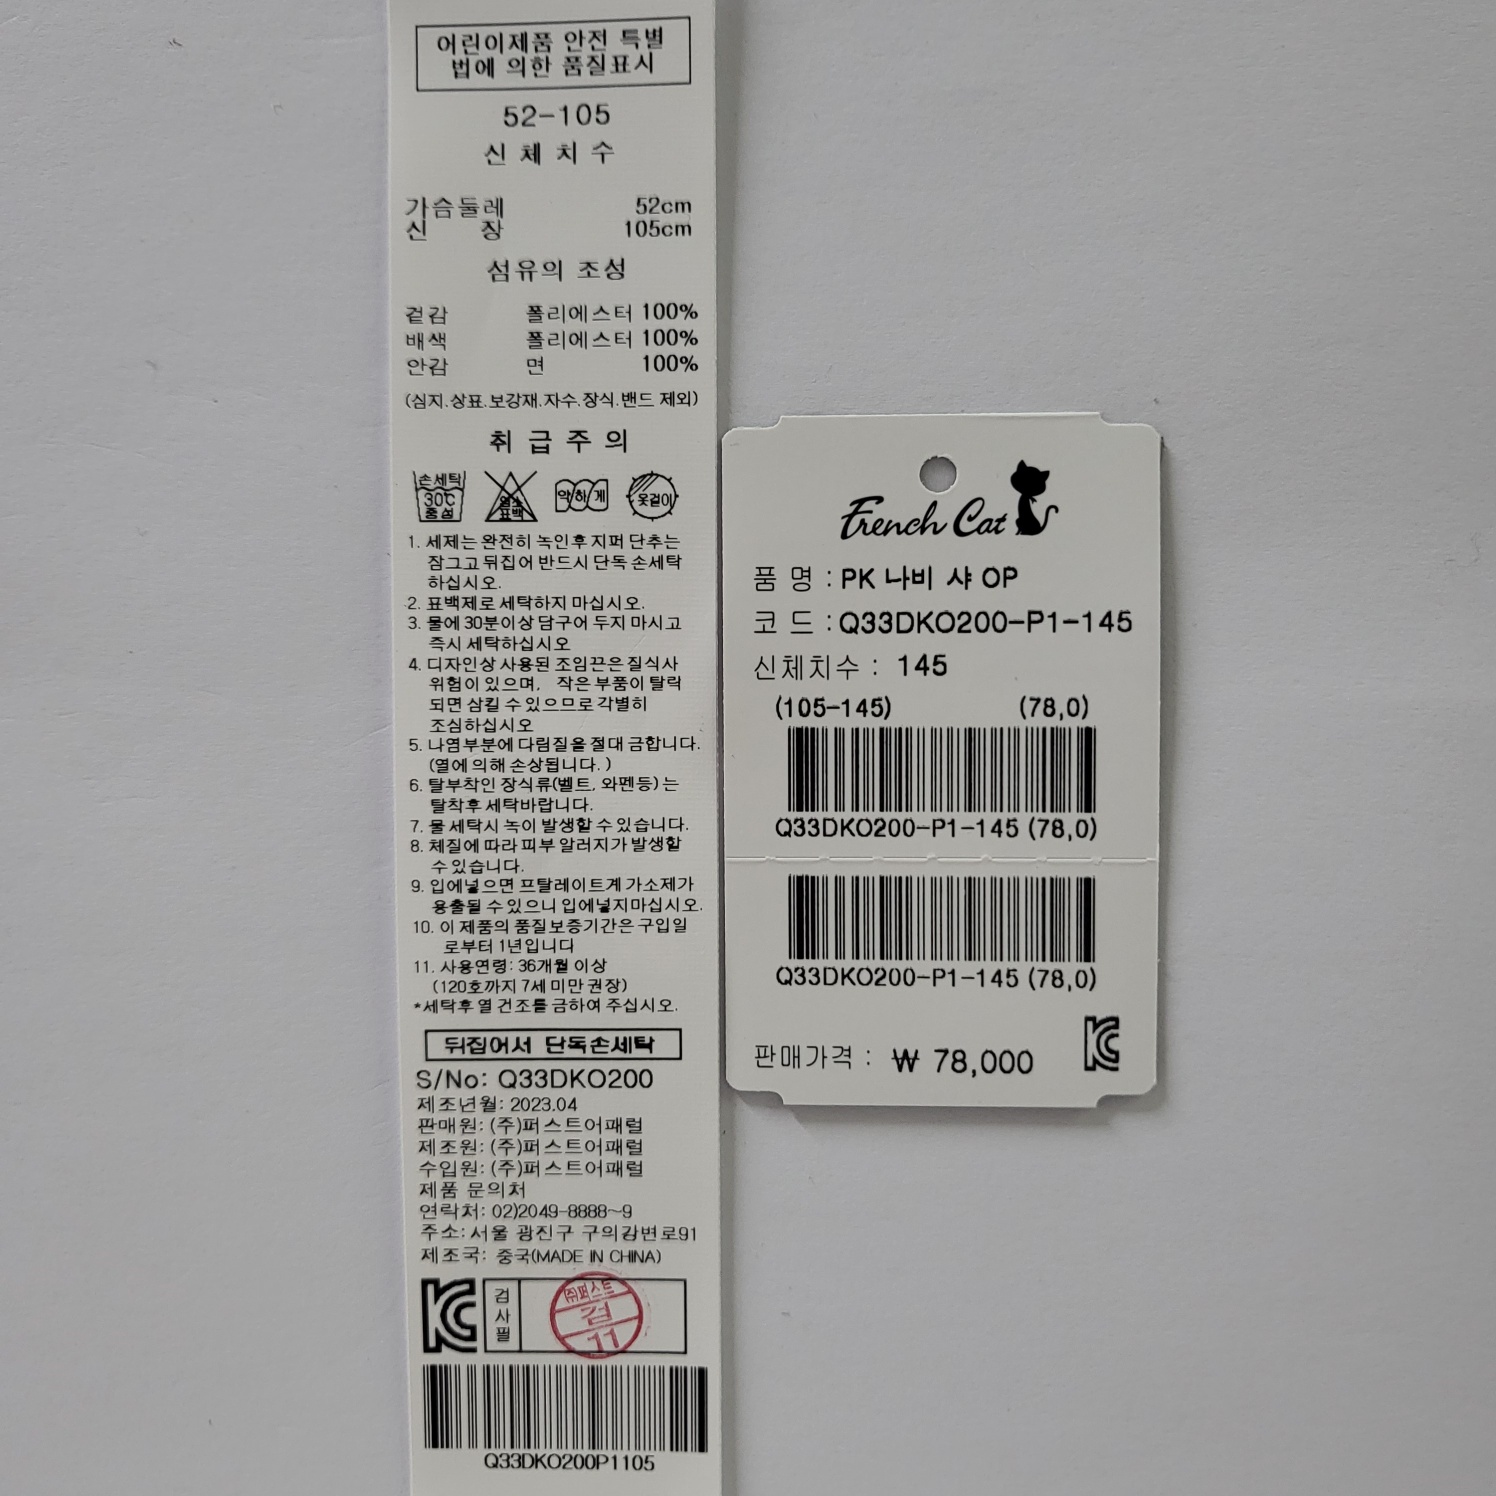 어린이제품 안전 특별
법에 의한 품질표시
52-105
신 체 치 수
가슴둘레 52cm
신 장 105cm
섬유의 조성
겉감 폴리에스터 100%
배색 폴리에스터 100%
안감 면 100%
(심지.상표.보강재.자수.장식.밴드 제외)
취 급 주 의
손세탁
30℃
중성
염소
표백
약하게
옷걸이
1. 세제는 완전히 녹인후 지퍼 단추는
잠그고 뒤집어 반드시 단독 손세탁
하십시오.
2. 표백제로 세탁하지 마십시오.
3. 물에 30분이상 담구어 두지 마시고
즉시 세탁하십시오
4. 디자인상 사용된 조임끈은 질식사
위험이 있으며, 작은 부품이 탈락
되면 삼킬 수 있으므로 각별히
조심하십시오
5. 나염부분에 다림질을 절대 금합니다.
(열에 의해 손상됩니다. )
6. 탈부착인 장식류(벨트, 와펜등) 는
탈착후 세탁바랍니다.
7. 물 세탁시 녹이 발생할 수 있습니다.
8. 체질에 따라 피부 알러지가 발생할
수 있습니다.
9. 입에넣으면 프탈레이트계 가소제가
용출될 수 있으니 입에넣지마십시오.
10. 이 제품의 품질보증기간은 구입일
로부터 1년입니다
11. 사용연령: 36개월 이상
(120호까지 7세 미만 권장)
*세탁후 열 건조를 금하여 주십시오.
뒤집어서 단독손세탁
S/No: Q33DKO200
제조년월: 2023.04
판매원: (주)퍼스트어패럴
제조원: (주)퍼스트어패럴
수입원: (주)퍼스트어패럴
제품 문의처
연락처: 02)2049-8888~9
주소: 서울 광진구 구의강변로91
제조국: 중국(MADE IN CHINA)
KC
검사필
㈜퍼스트
검
11
Q33DKO200P1105
French Cat
품 명 : PK 나비 샤 OP
코 드 : Q33DKO200-P1-145
신체치수 : 145
(105-145) (78,0)
Q33DKO200-P1-145 (78,0)
Q33DKO200-P1-145 (78,0)
판매가격 : ₩ 78,000
KC